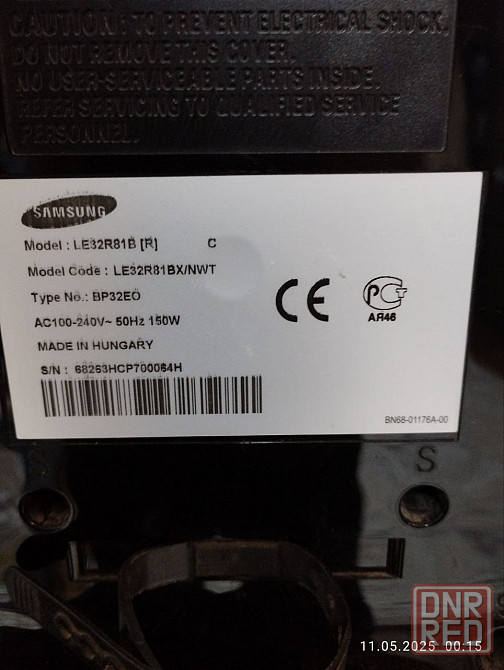 CAUTION: TO PREVENT ELECTRICAL SHOCK,
DO NOT REMOVE THIS COVER.
NO USER-SERVICEABLE PARTS INSIDE.
REFER SERVICING TO QUALIFIED SERVICE
PERSONNEL.
SAMSUNG
Model : LE32R81B [R] C
Model Code : LE32R81BX/NWT
Type No.: BP32EO
AC100-240V~ 50Hz 150W
MADE IN HUNGARY
S/N : 68263HCP700064H
CE
РСТ
АЯ46
BN68-01176A-00
S S
DNR
RED
11.05.2025 00:15